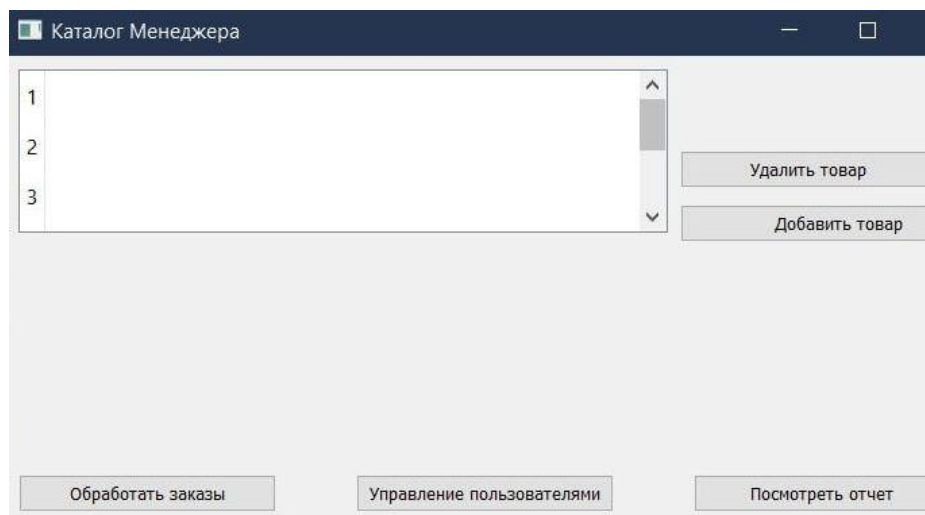 Каталог Менеджера
1
2
3
Удалить товар
Добавить товар
Обработать заказы
Управление пользователями
Посмотреть отчет